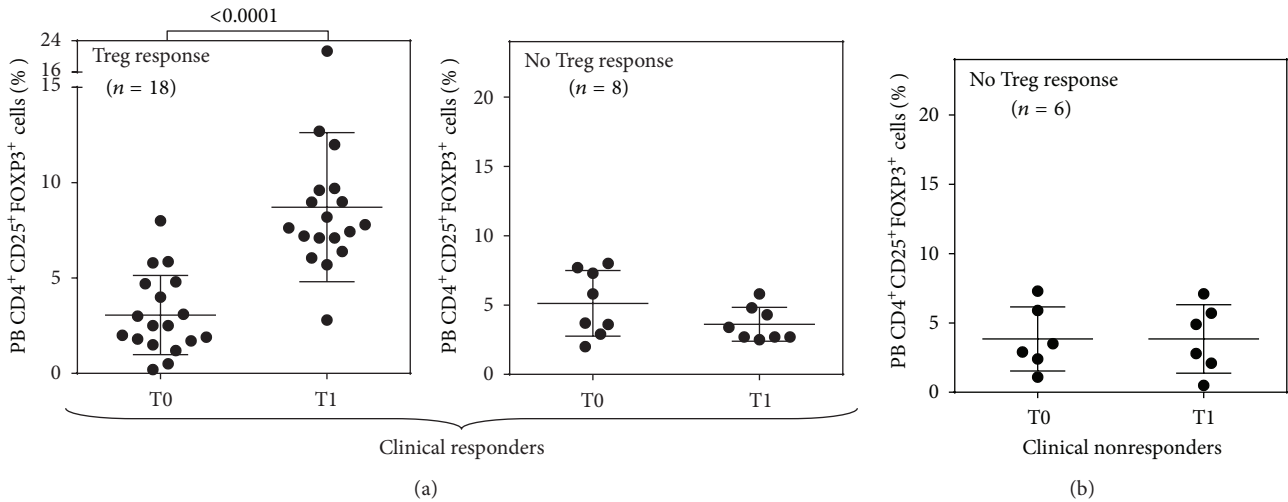 <0.0001
24
16
15
10
5
0
PB CD4⁺CD25⁺FOXP3⁺ cells (%)
Treg response
(n = 18)
T0
T1
20
15
10
5
0
PB CD4⁺CD25⁺FOXP3⁺ cells (%)
No Treg response
(n = 8)
T0
T1
Clinical responders
(a)
20
15
10
5
0
PB CD4⁺CD25⁺FOXP3⁺ cells (%)
No Treg response
(n = 6)
T0
T1
Clinical nonresponders
(b)